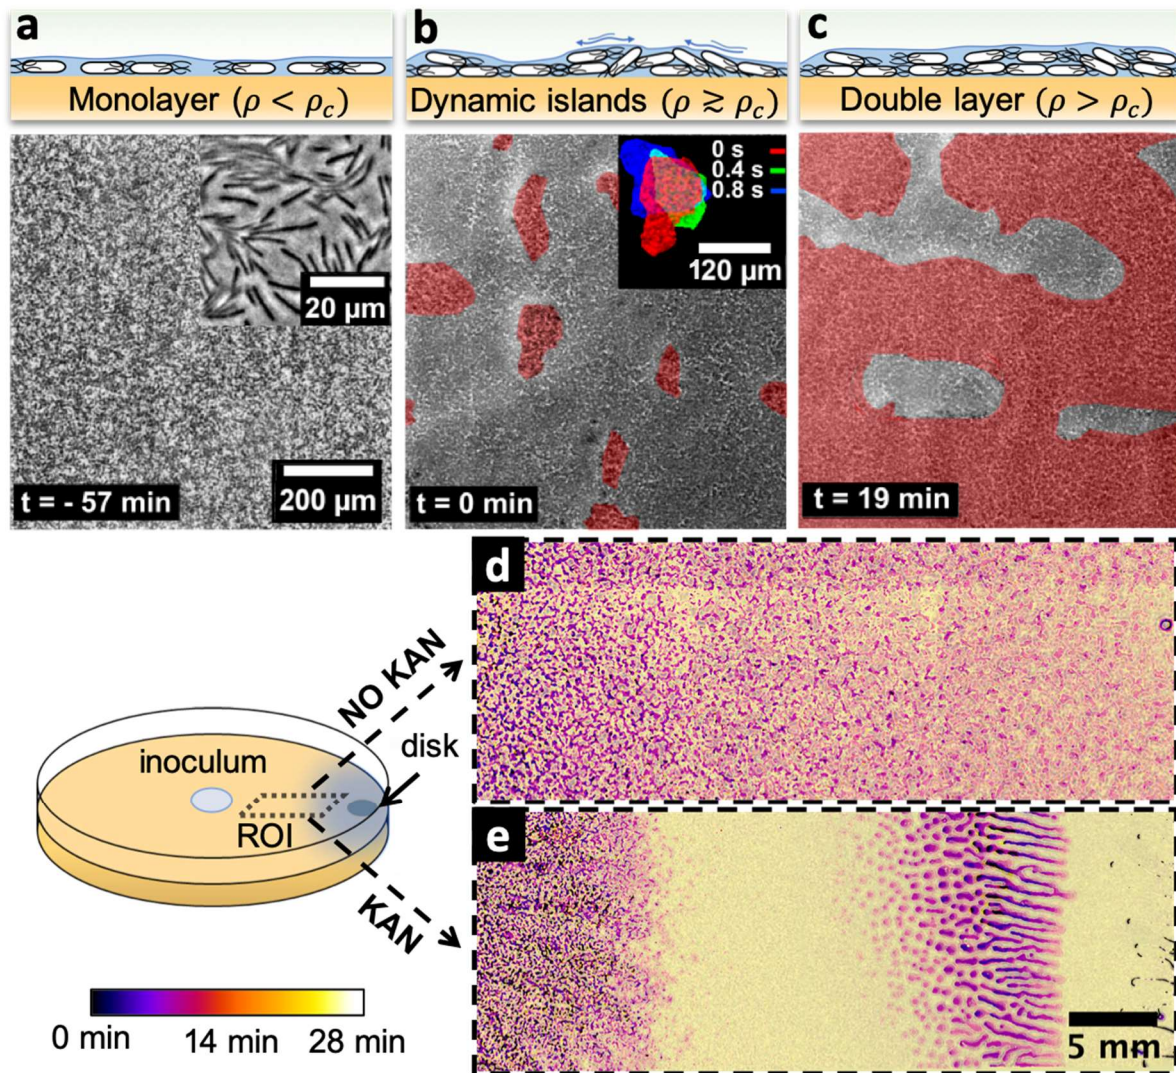 a
Monolayer (ρ < ρc)
20 μm
200 μm
t = - 57 min
b
Dynamic islands (ρ ≳ ρc)
0 s
0.4 s
0.8 s
120 μm
t = 0 min
c
Double layer (ρ > ρc)
t = 19 min
d
NO KAN
disk
inoculum
ROI
KAN
e
5 mm
0 min
14 min
28 min